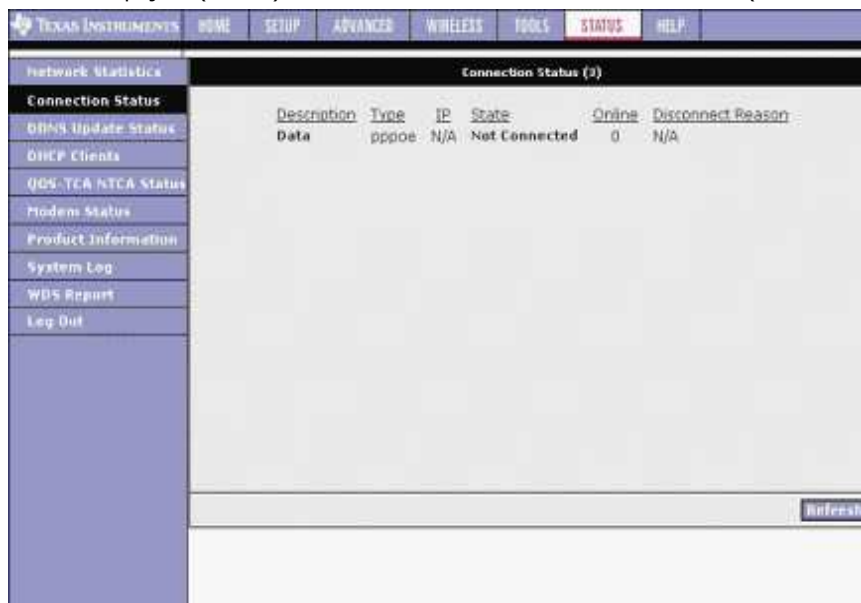 TEXAS INSTRUMENTS HOME SETUP ADVANCED WIRELESS TOOLS STATUS HELP
Network Statistics
Connection Status (3)
Connection Status
Description Type IP State Online Disconnect Reason
Data pppoe N/A Not Connected 0 N/A
DDNS Update Status
DHCP Clients
QOS-TCA NTCA Status
Modem Status
Product Information
System Log
WDS Report
Log Out
Refresh